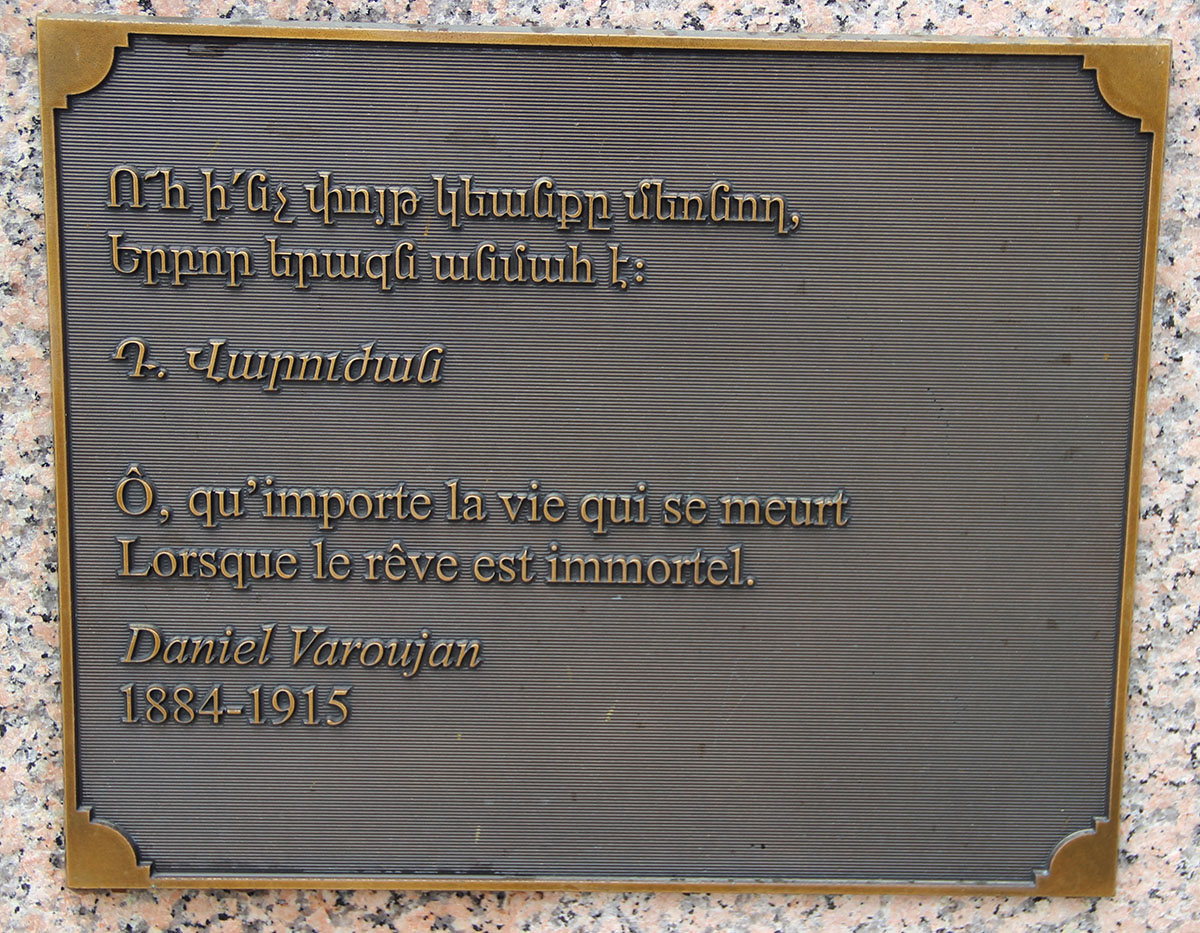 Ո՜հ ի՛նչ փոյթ կեանքը մեռնող,
Երբոր երազն անմահ է։
Դ. Վարուժան
Ô, qu’importe la vie qui se meurt
Lorsque le rêve est immortel.
Daniel Varoujan
1884-1915